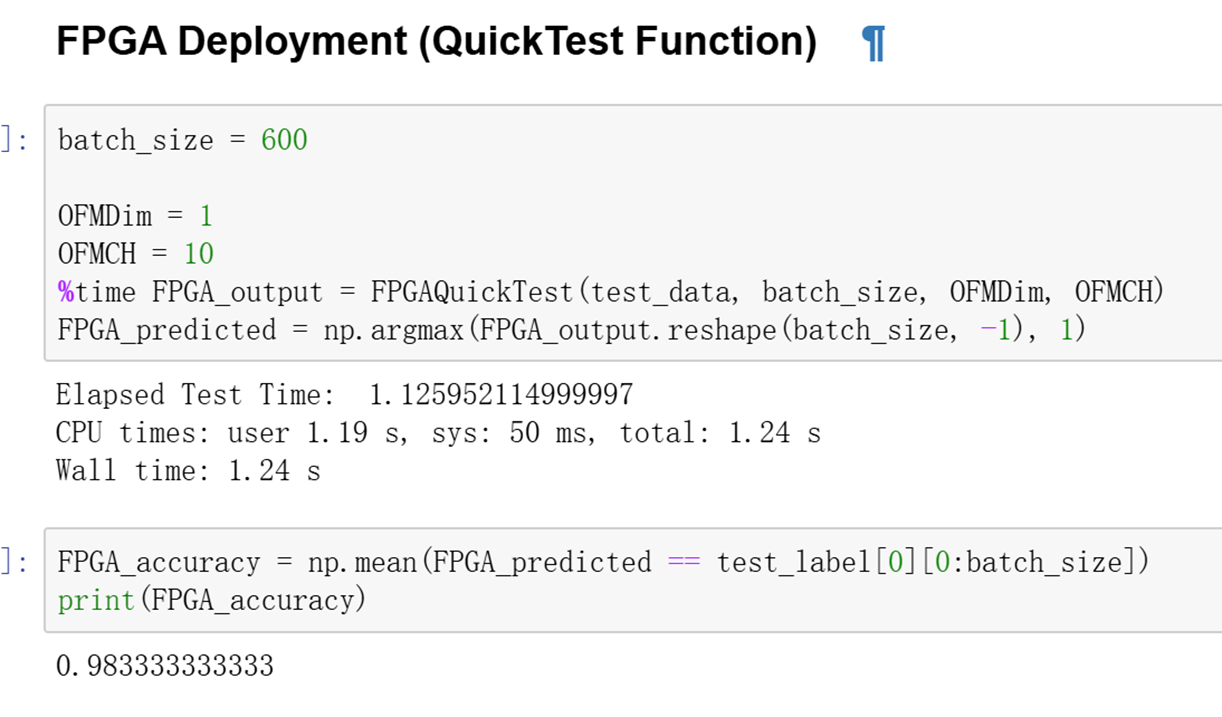 FPGA Deployment (QuickTest Function) ¶
]: batch_size = 600
OFMDim = 1
OFMCH = 10
%time FPGA_output = FPGAQuickTest(test_data, batch_size, OFMDim, OFMCH)
FPGA_predicted = np.argmax(FPGA_output.reshape(batch_size, -1), 1)
Elapsed Test Time:  1.125952114999997
CPU times: user 1.19 s, sys: 50 ms, total: 1.24 s
Wall time: 1.24 s
]: FPGA_accuracy = np.mean(FPGA_predicted == test_label[0][0:batch_size])
print(FPGA_accuracy)
0.983333333333